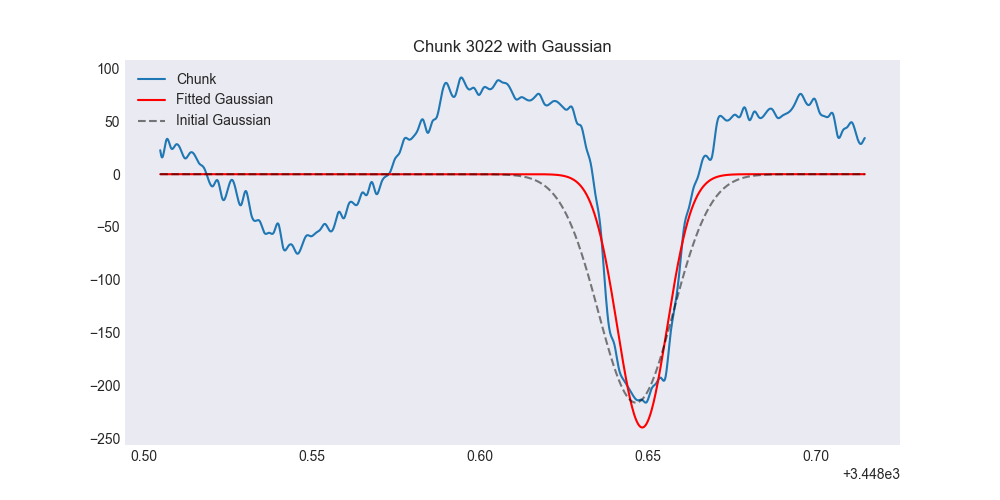 Chunk 3022 with Gaussian
100
50
0
−50
−100
−150
−200
−250
Chunk
Fitted Gaussian
Initial Gaussian
0.50 0.55 0.60 0.65 0.70
+3.448e3